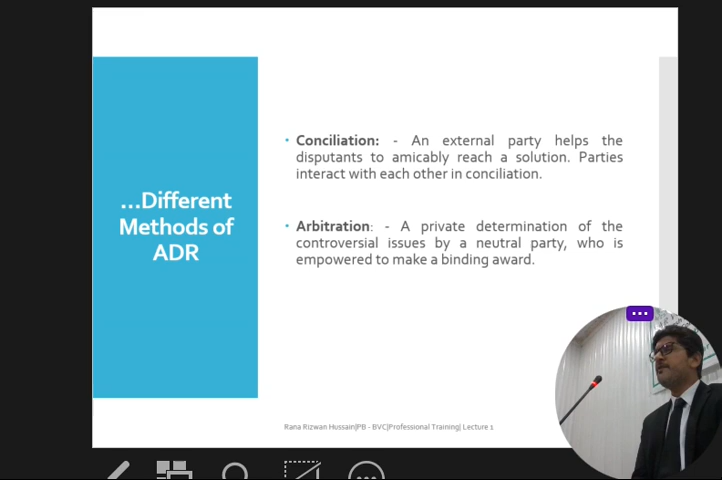 ...Different
Methods of
ADR
• Conciliation: - An external party helps the
disputants to amicably reach a solution. Parties
interact with each other in conciliation.
• Arbitration: - A private determination of the
controversial issues by a neutral party, who is
empowered to make a binding award.
Rana Rizwan Hussain|PB - BVC|Professional Training| Lecture 1